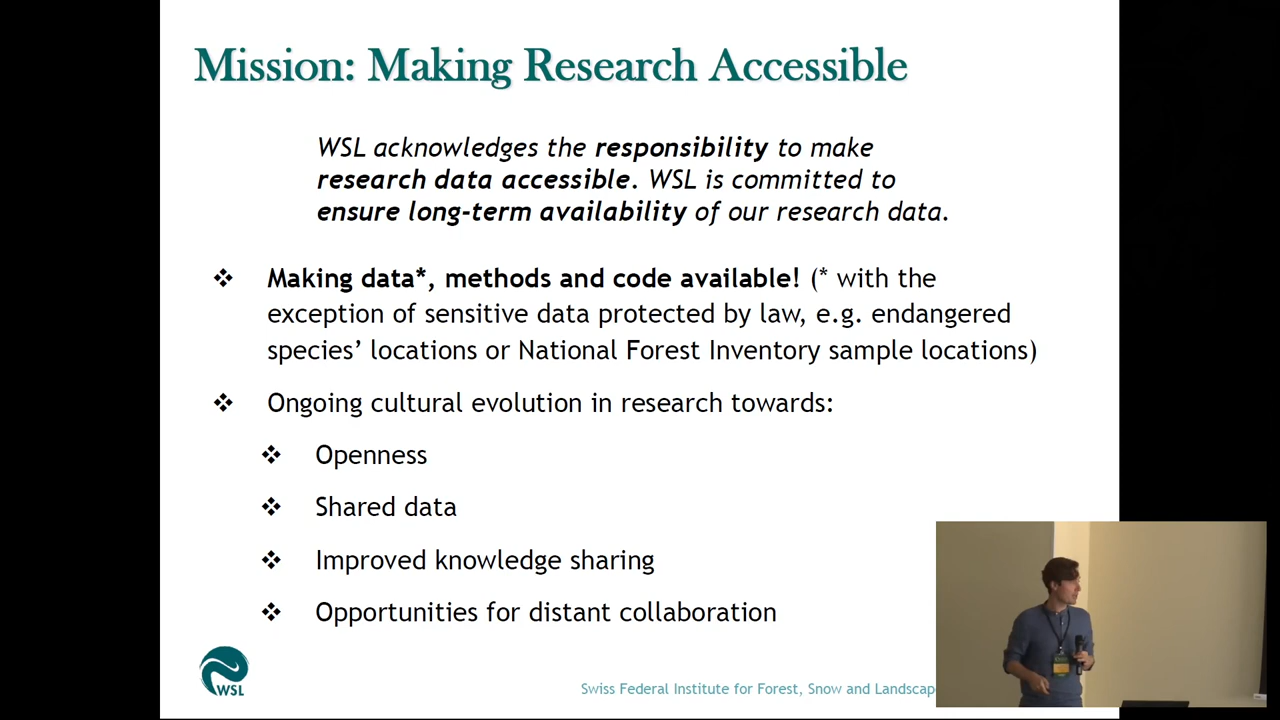 Mission: Making Research Accessible
WSL acknowledges the responsibility to make
research data accessible. WSL is committed to
ensure long-term availability of our research data.
❖ Making data*, methods and code available! (* with the
exception of sensitive data protected by law, e.g. endangered
species’ locations or National Forest Inventory sample locations)
❖ Ongoing cultural evolution in research towards:
❖ Openness
❖ Shared data
❖ Improved knowledge sharing
❖ Opportunities for distant collaboration
WSL
Swiss Federal Institute for Forest, Snow and Landscap